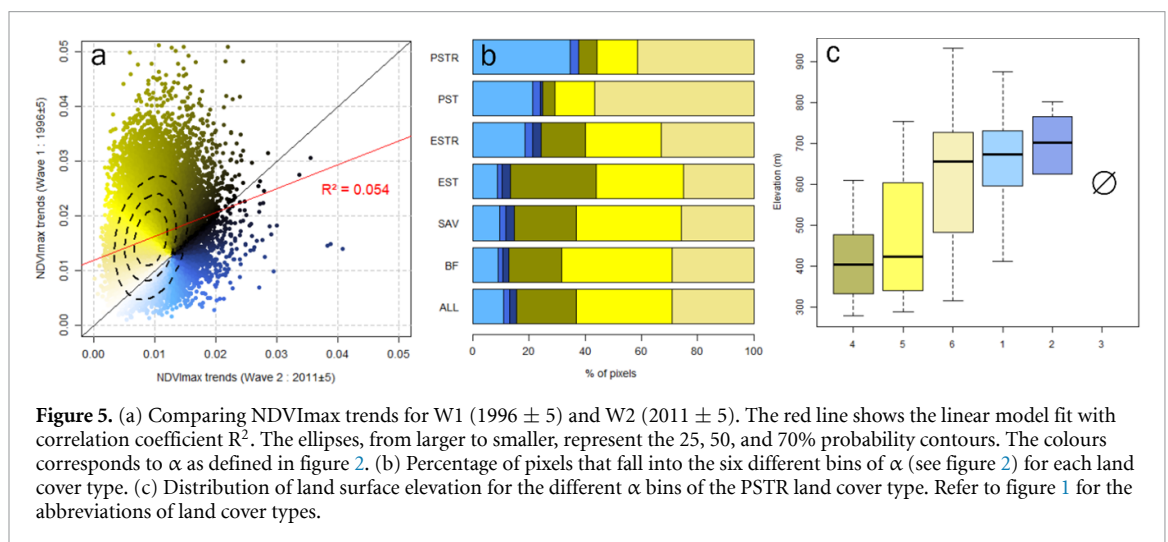 a
0.05
0.04
0.03
0.02
0.01
0.00
NDVImax trends (Wave 1 : 1996±5)
R² = 0.054
0.00 0.01 0.02 0.03 0.04 0.05
NDVImax trends (Wave 2 : 2011±5)
b
PSTR
PST
ESTR
EST
SAV
BF
ALL
0 20 40 60 80 100
% of pixels
c
900
800
700
600
500
400
300
Elevation (m)
4 5 6 1 2 3
Figure 5. (a) Comparing NDVImax trends for W1 (1996 ± 5) and W2 (2011 ± 5). The red line shows the linear model fit with
correlation coefficient R². The ellipses, from larger to smaller, represent the 25, 50, and 70% probability contours. The colours
corresponds to α as defined in figure 2. (b) Percentage of pixels that fall into the six different bins of α (see figure 2) for each land
cover type. (c) Distribution of land surface elevation for the different α bins of the PSTR land cover type. Refer to figure 1 for the
abbreviations of land cover types.